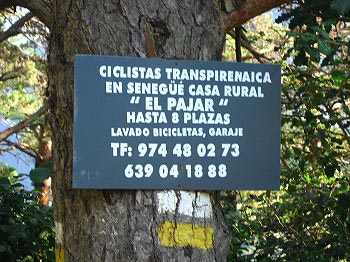 CICLISTAS TRANSPIRENAICA
EN SENEGÜÉ CASA RURAL
" EL PAJAR "
HASTA 8 PLAZAS
LAVADO BICICLETAS, GARAJE
TF: 974 48 02 73
639 04 18 88